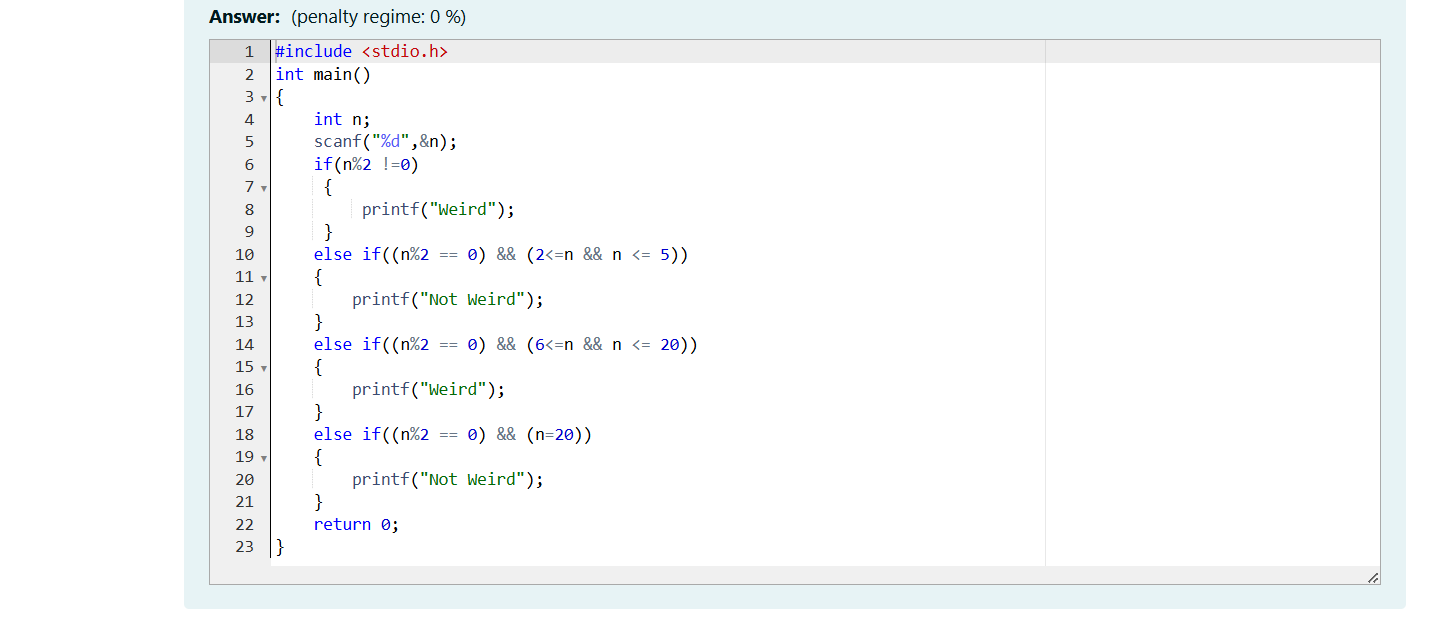 Answer: (penalty regime: 0 %)
1 #include <stdio.h>
2 int main()
3 {
4     int n;
5     scanf("%d",&n);
6     if(n%2 !=0)
7      {
8          printf("Weird");
9      }
10     else if((n%2 == 0) && (2<=n && n <= 5))
11     {
12         printf("Not Weird");
13     }
14     else if((n%2 == 0) && (6<=n && n <= 20))
15     {
16         printf("Weird");
17     }
18     else if((n%2 == 0) && (n=20))
19     {
20         printf("Not Weird");
21     }
22     return 0;
23 }